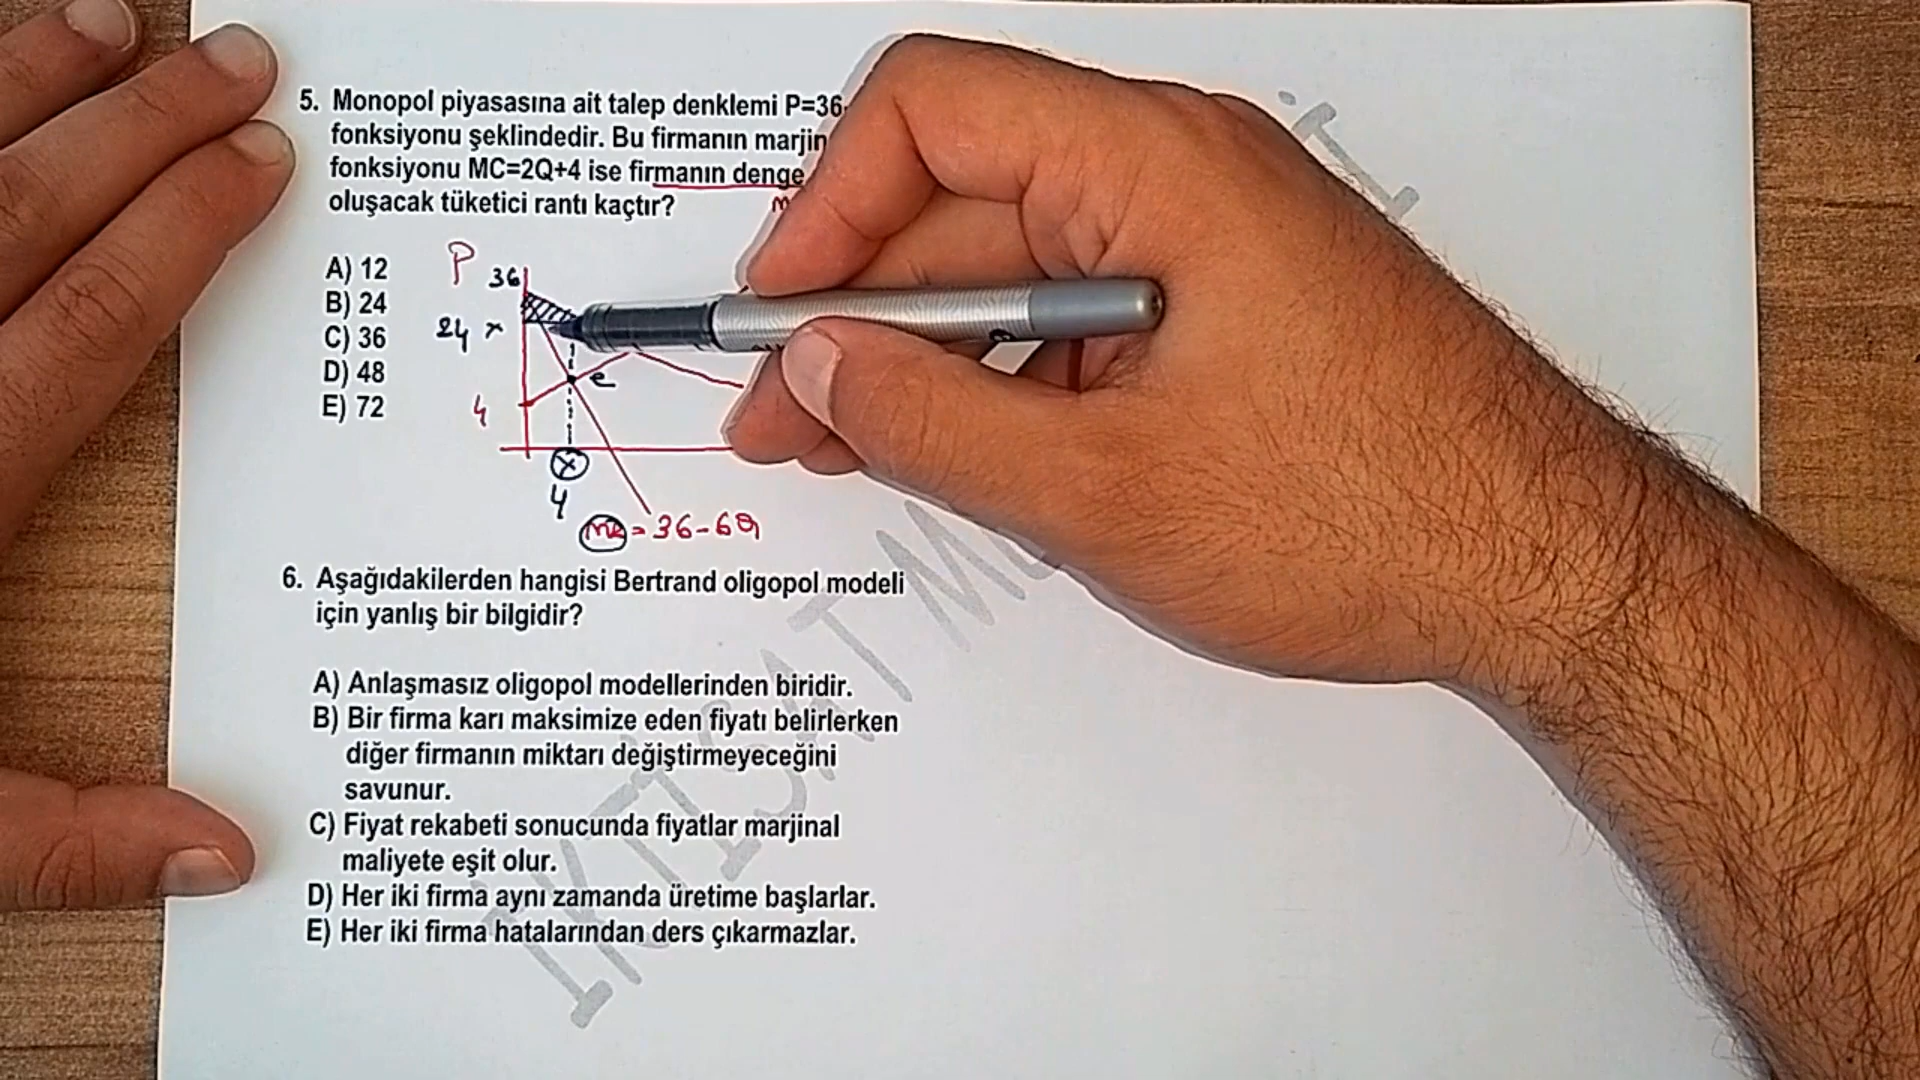 5. Monopol piyasasına ait talep denklemi P=36-
fonksiyonu şeklindedir. Bu firmanın marjin
fonksiyonu MC=2Q+4 ise firmanın denge
oluşacak tüketici rantı kaçtır?
A) 12
B) 24
C) 36
D) 48
E) 72
P 36
24 x
e
4
x
4
MR = 36-6Q
6. Aşağıdakilerden hangisi Bertrand oligopol modeli
için yanlış bir bilgidir?
A) Anlaşmasız oligopol modellerinden biridir.
B) Bir firma karı maksimize eden fiyatı belirlerken
diğer firmanın miktarı değiştirmeyeceğini
savunur.
C) Fiyat rekabeti sonucunda fiyatlar marjinal
maliyete eşit olur.
D) Her iki firma aynı zamanda üretime başlarlar.
E) Her iki firma hatalarından ders çıkarmazlar.